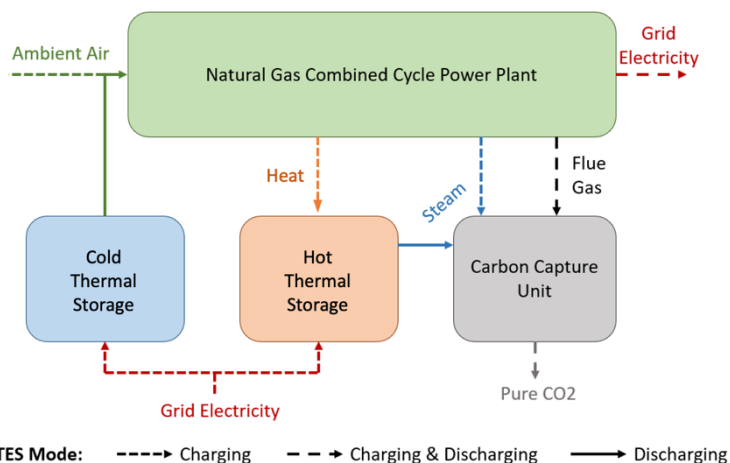 Ambient Air
Natural Gas Combined Cycle Power Plant
Grid
Electricity
Heat
Steam
Flue
Gas
Cold
Thermal
Storage
Hot
Thermal
Storage
Carbon Capture
Unit
Grid Electricity
Pure CO2
TES Mode: Charging Charging & Discharging Discharging